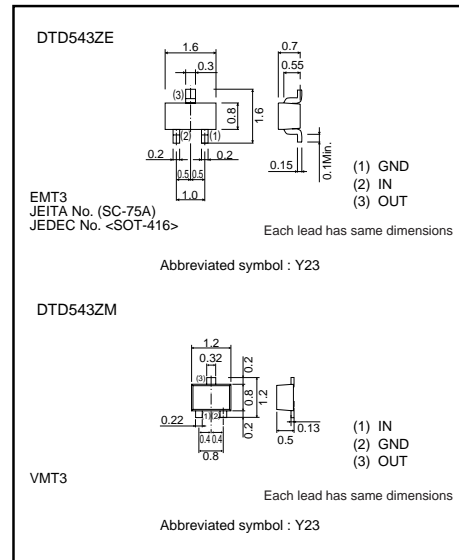 DTD543ZE
1.6
0.3
(3)
0.8
1.6
(2)
(1)
0.2
0.2
0.5 0.5
1.0
0.7
0.55
0.15
0.1Min.
(1) GND
(2) IN
(3) OUT
EMT3
JEITA No. (SC-75A)
JEDEC No. <SOT-416>
Each lead has same dimensions
Abbreviated symbol : Y23
DTD543ZM
1.2
0.32
0.2
(3)
0.8
1.2
(1)(2)
0.22
0.2
0.4 0.4
0.8
0.13
0.5
(1) IN
(2) GND
(3) OUT
VMT3
Each lead has same dimensions
Abbreviated symbol : Y23